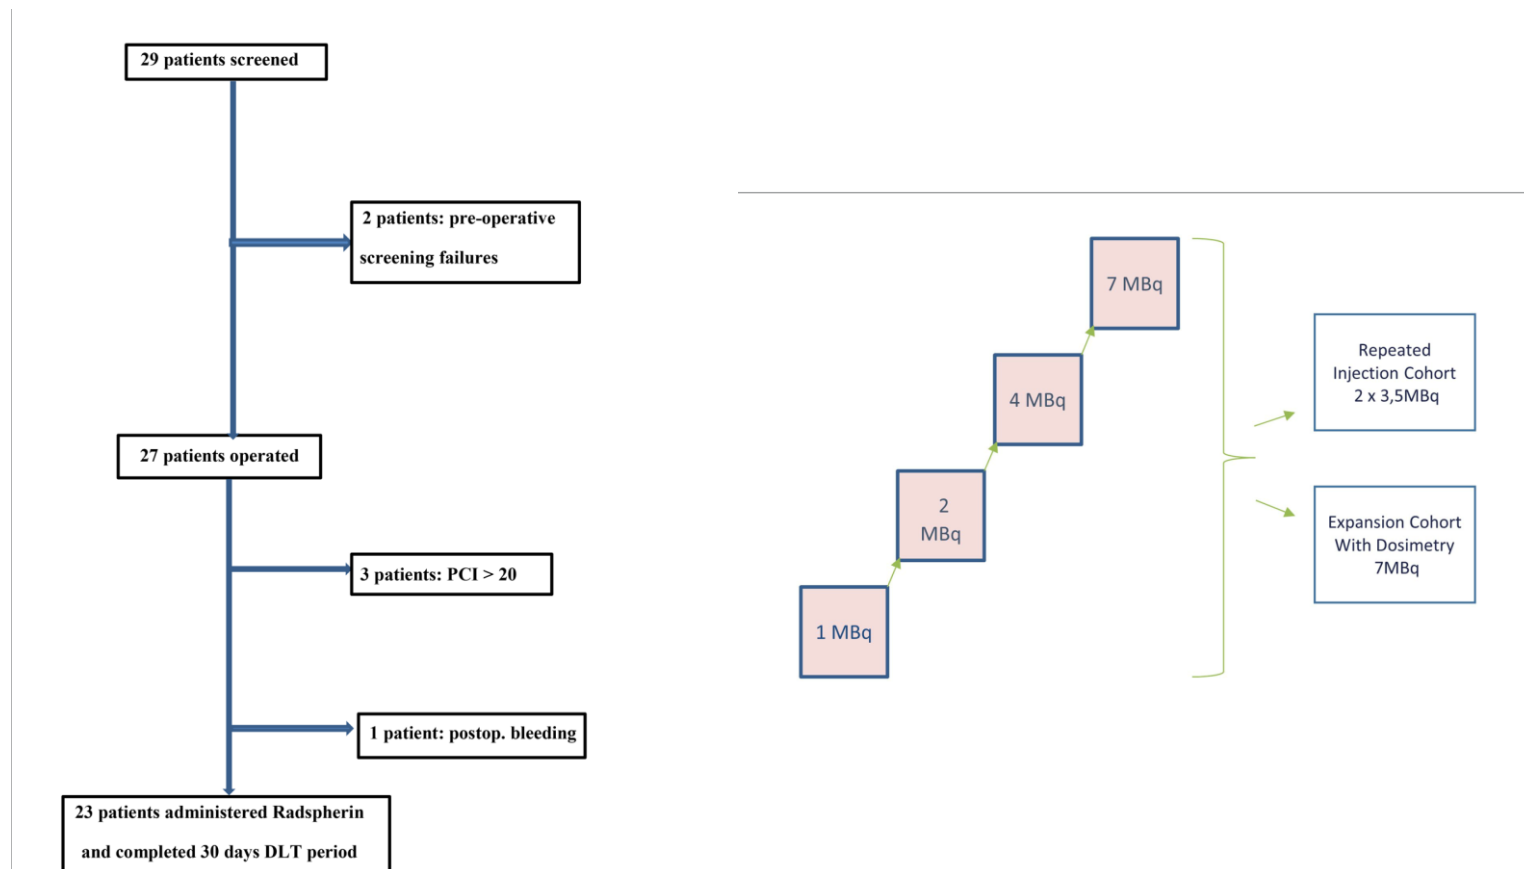 29 patients screened
2 patients: pre-operative
screening failures
27 patients operated
3 patients: PCI > 20
1 patient: postop. bleeding
23 patients administered Radspherin
and completed 30 days DLT period
7 MBq
4 MBq
2
MBq
1 MBq
Repeated
Injection Cohort
2 x 3,5MBq
Expansion Cohort
With Dosimetry
7MBq